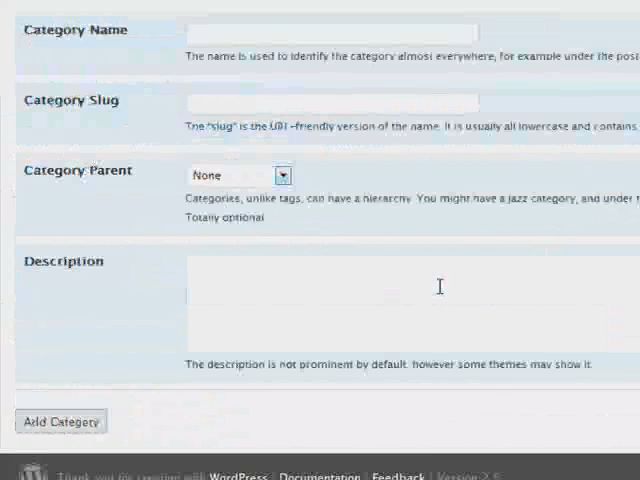 Category Name
The name is used to identify the category almost everywhere, for example under the post
Category Slug
The "slug" is the URL-friendly version of the name. It is usually all lowercase and contains
Category Parent
None
Categories, unlike tags, can have a hierarchy. You might have a Jazz category, and under
Totally optional
Description
The description is not prominent by default, however some themes may show it.
Add Category
Thank you for creating with WordPress | Documentation | Feedback | Version 2.5